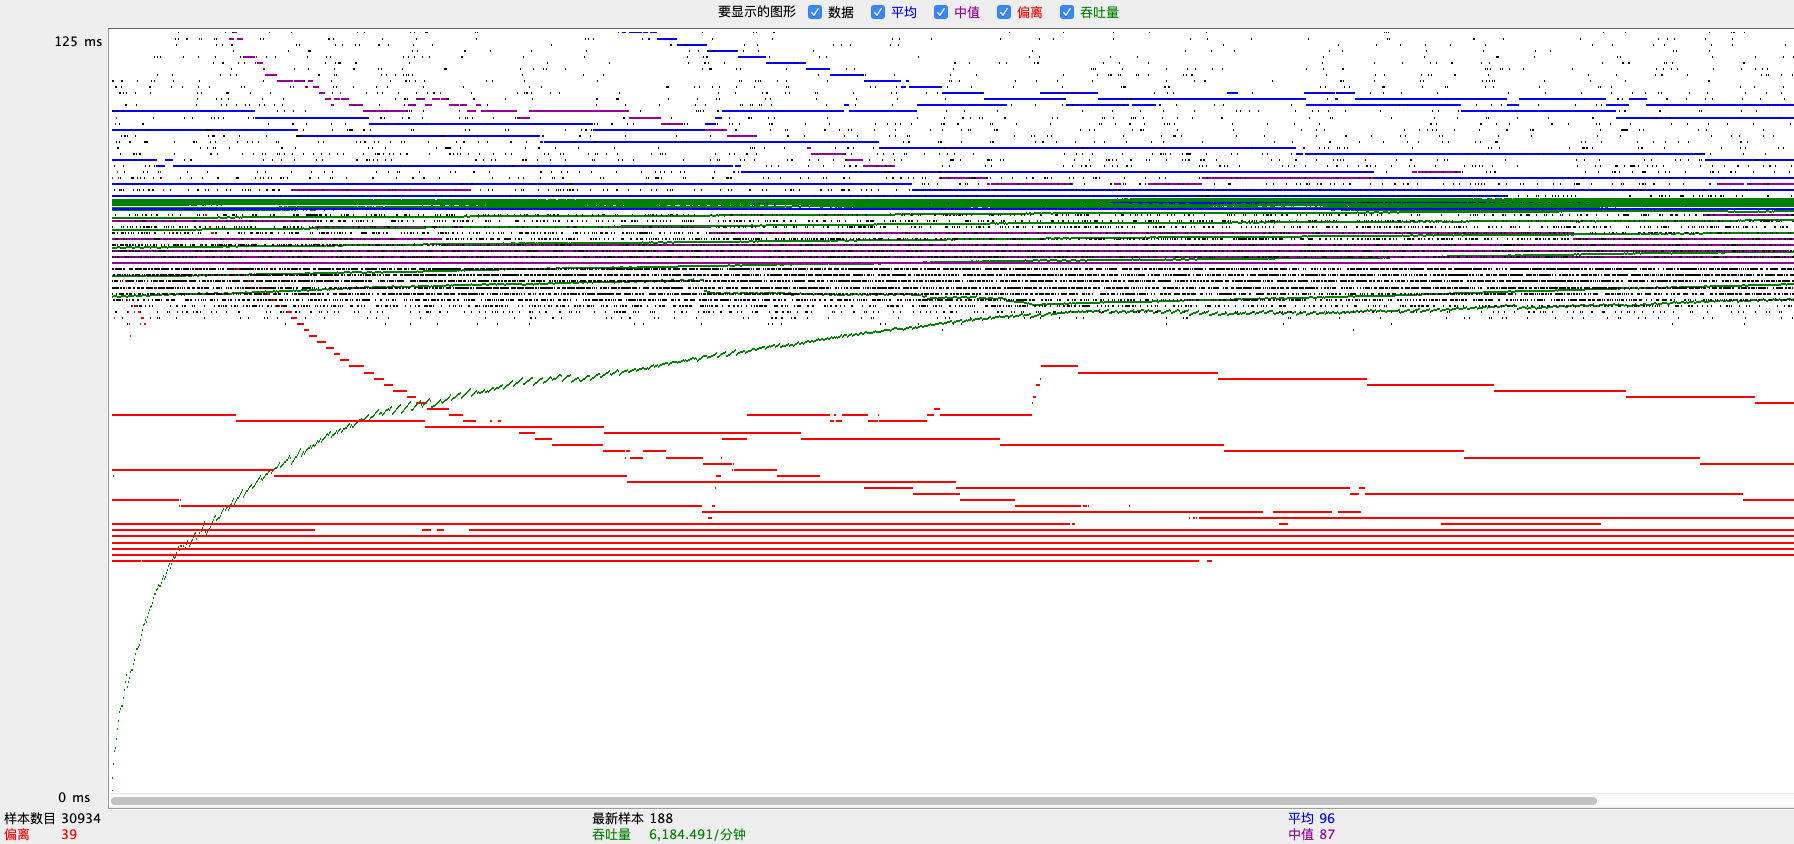 要显示的图形 数据 平均 中值 偏离 吞吐量
125 ms
0 ms
样本数目 30934 最新样本 188 平均 96
偏离 39 吞吐量 6,184.491/分钟 中值 87